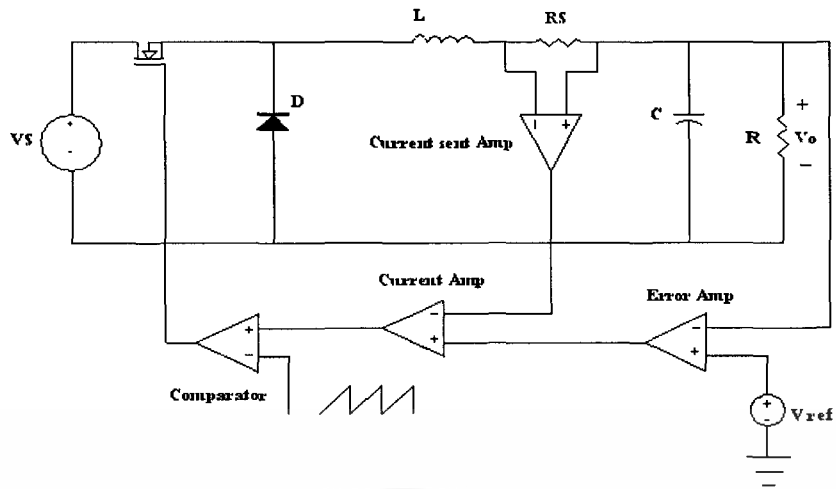 L
RS
VS
+
-
D
-
+
Current sent Amp
C
R
+
Vo
-
Current Amp
-
+
Error Amp
-
+
+
-
Comparator
+
-
Vref